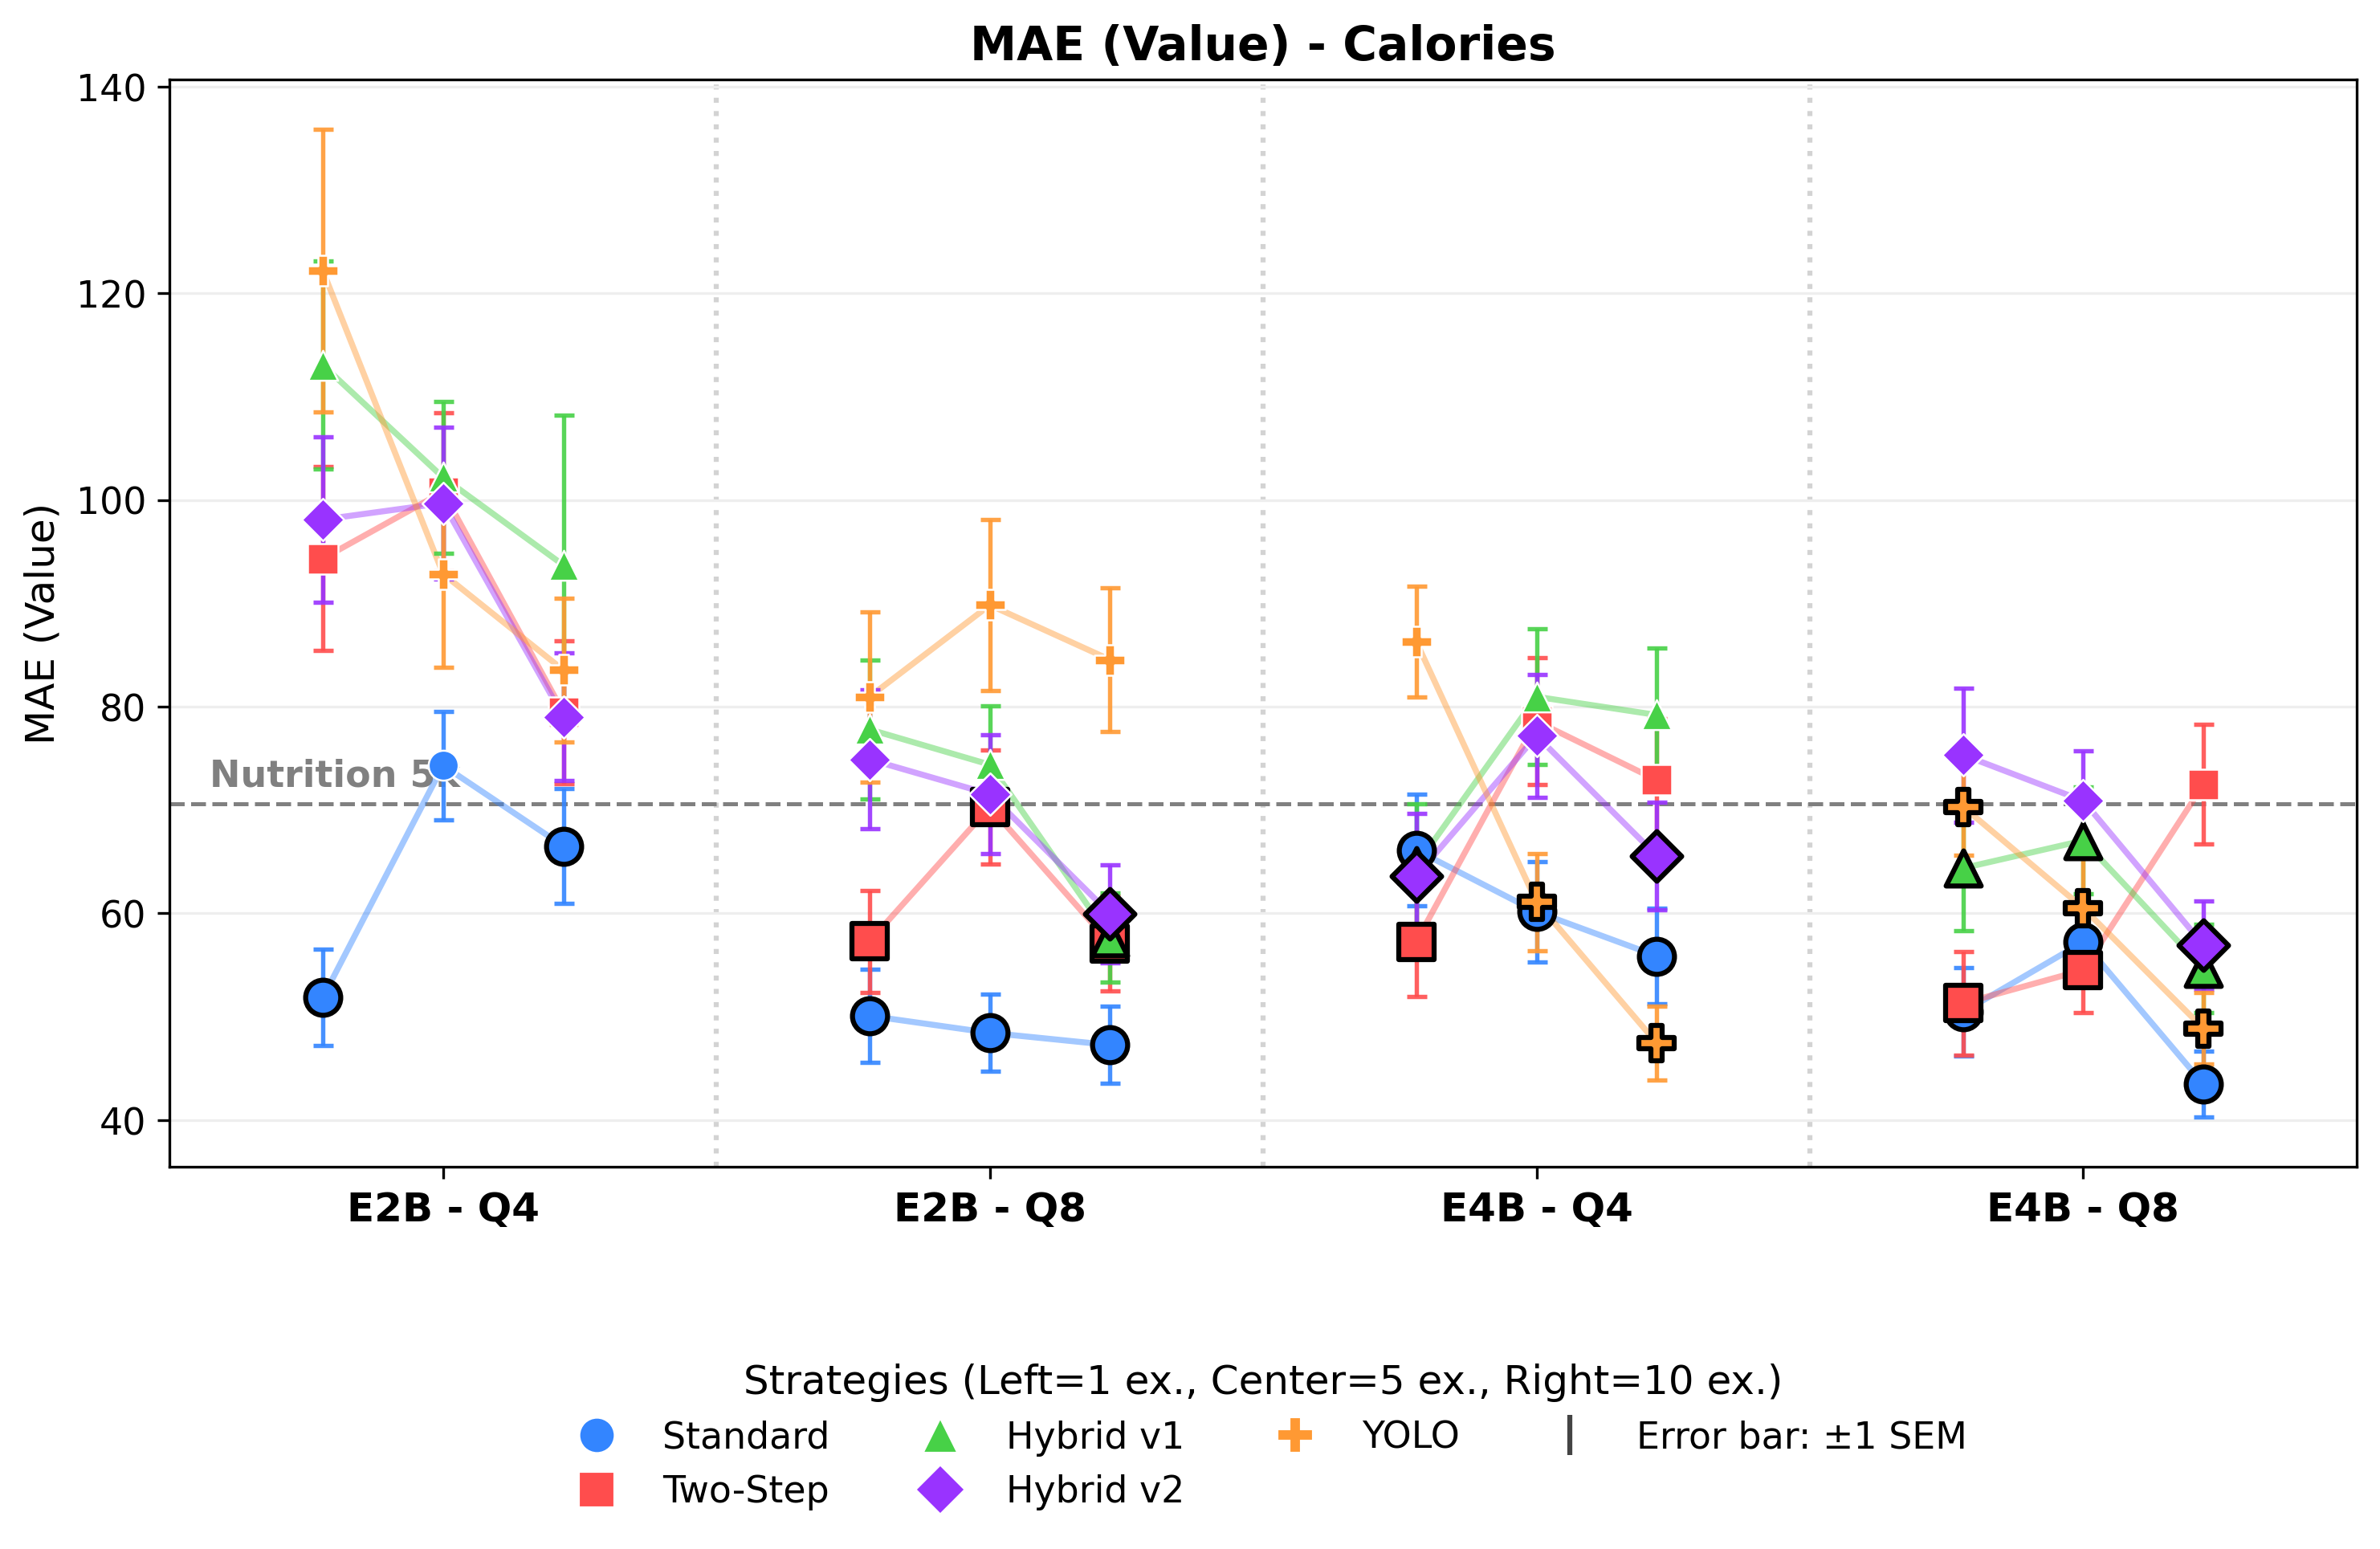 MAE (Value) - Calories
MAE (Value)
140
120
100
80
60
40
Nutrition 5k
E2B - Q4
E2B - Q8
E4B - Q4
E4B - Q8
Strategies (Left=1 ex., Center=5 ex., Right=10 ex.)
Standard
Two-Step
Hybrid v1
Hybrid v2
YOLO
Error bar: ±1 SEM